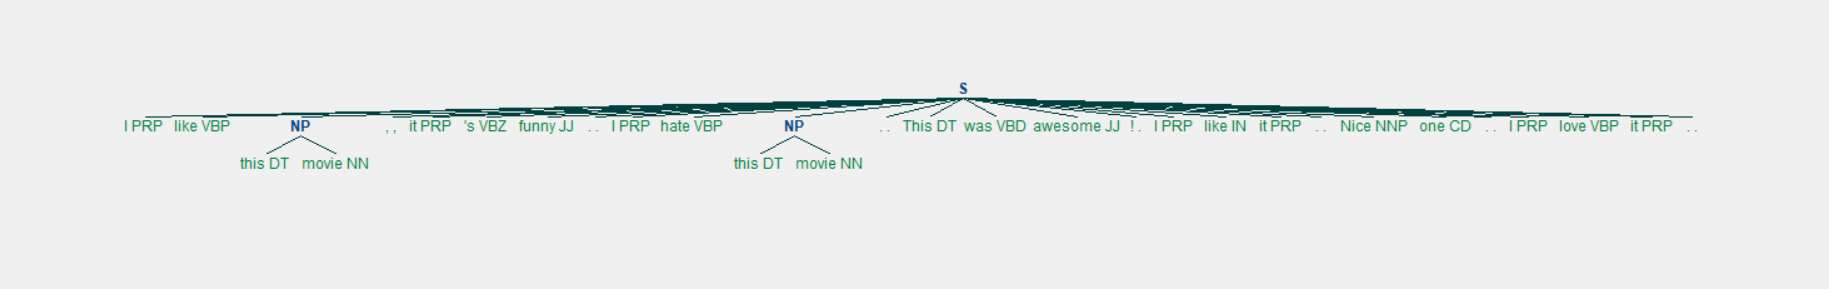 S
I PRP like VBP NP , , it PRP 's VBZ funny JJ . . I PRP hate VBP NP . . This DT was VBD awesome JJ ! . I PRP like IN it PRP . . Nice NNP one CD . . I PRP love VBP it PRP . .
this DT movie NN this DT movie NN